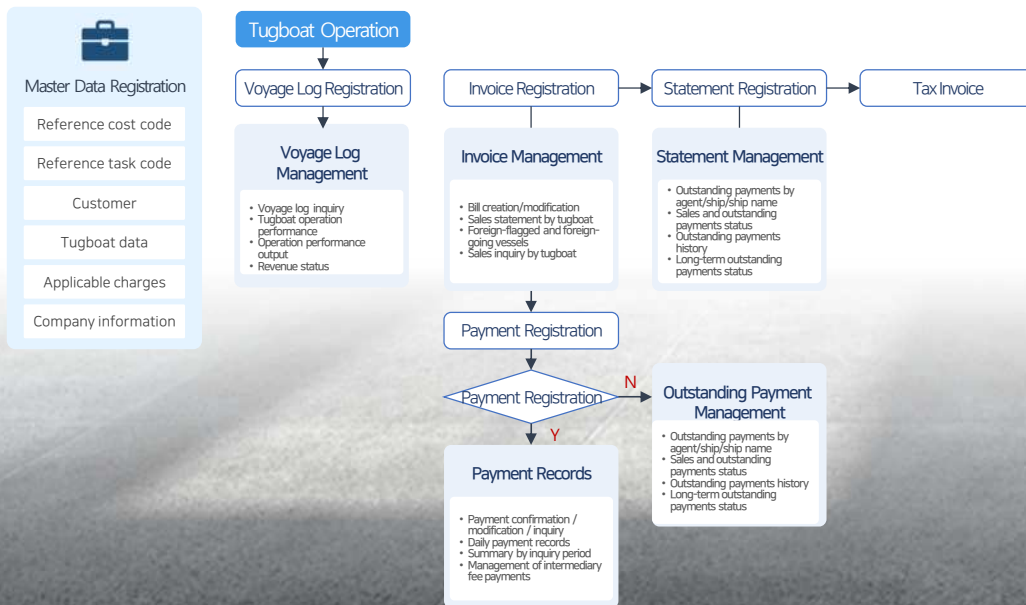 Master Data Registration
Reference cost code
Reference task code
Customer
Tugboat data
Applicable charges
Company information
Tugboat Operation
Voyage Log Registration
Invoice Registration
Statement Registration
Tax Invoice
Voyage Log
Management
• Voyage log inquiry
• Tugboat operation
performance
• Operation performance
output
• Revenue status
Invoice Management
• Bill creation/modification
• Sales statement by tugboat
• Foreign-flagged and foreign-
going vessels
• Sales inquiry by tugboat
Statement Management
• Outstanding payments by
agent/ship/ship name
• Sales and outstanding
payments status
• Outstanding payments
history
• Long-term outstanding
payments status
Payment Registration
Payment Registration
N
Y
Outstanding Payment
Management
• Outstanding payments by
agent/ship/ship name
• Sales and outstanding
payments status
• Outstanding payments history
• Long-term outstanding
payments status
Payment Records
• Payment confirmation /
modification / inquiry
• Daily payment records
• Summary by inquiry period
• Management of intermediary
fee payments